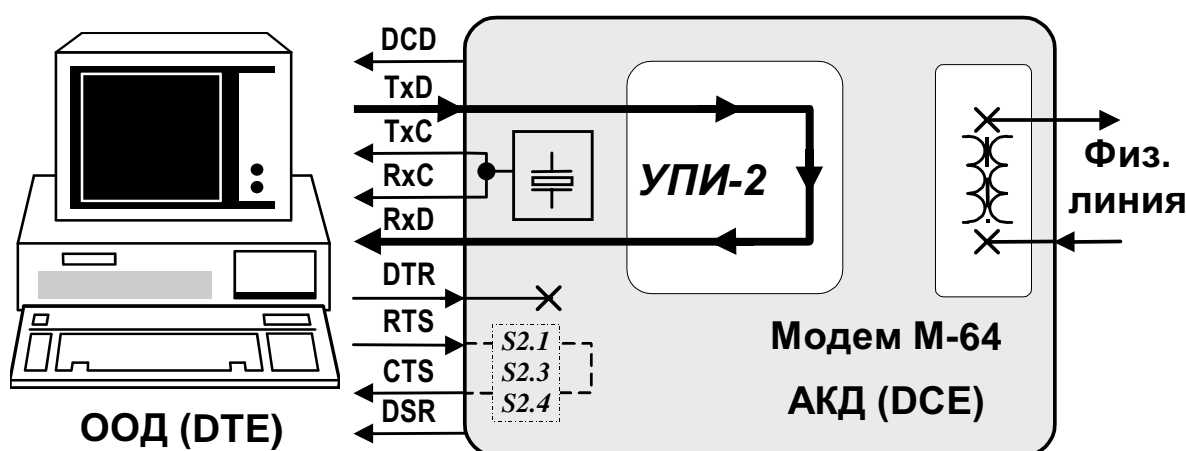 DCD
TxD
TxC
RxC
RxD
DTR
RTS
CTS
DSR
УПИ-2
S2.1
S2.3
S2.4
Физ.
линия
Модем М-64
АКД (DCE)
ООД (DTE)